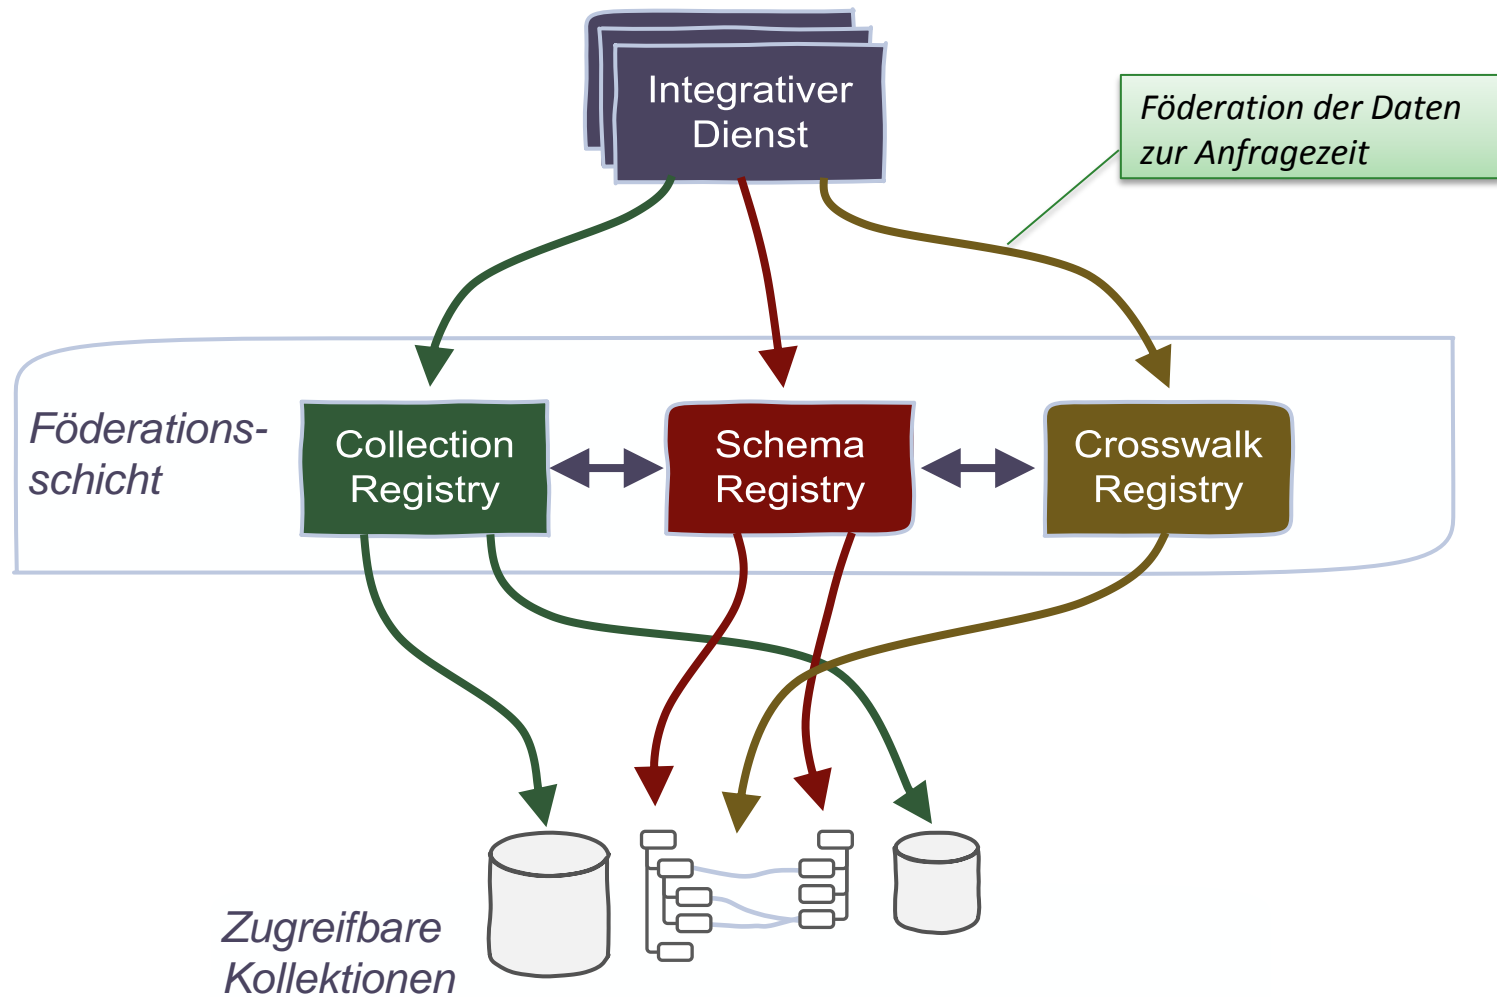 Integrativer
Dienst
Föderation der Daten
zur Anfragezeit
Föderations-
schicht
Collection
Registry
Schema
Registry
Crosswalk
Registry
Zugreifbare
Kollektionen